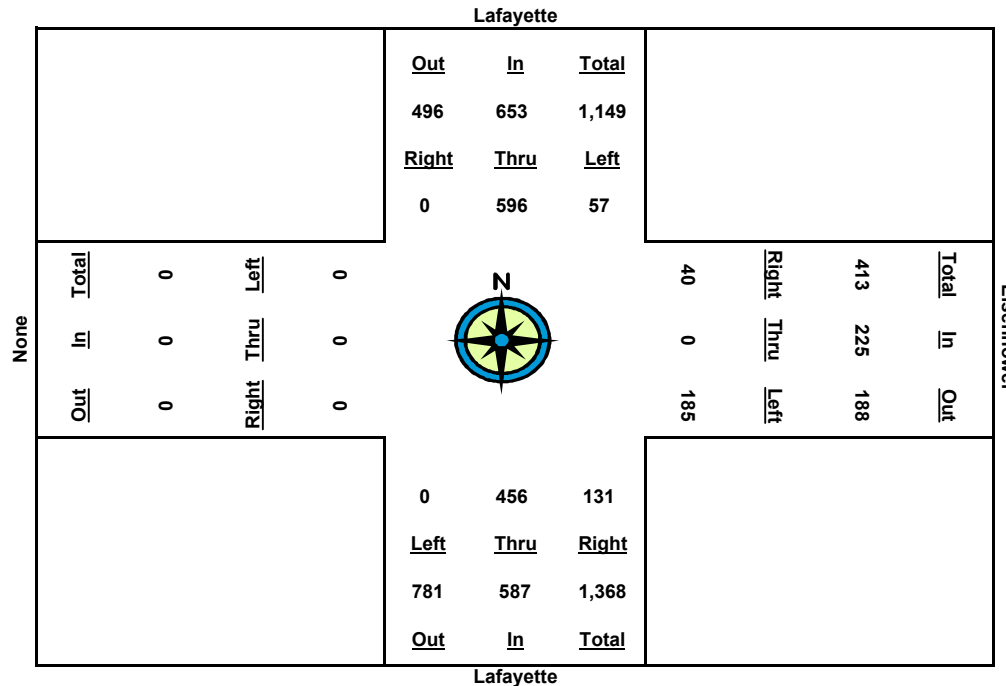 Lafayette
Out In Total
496 653 1,149
Right Thru Left
0 596 57
None
Total 0 Left 0
In 0 Thru 0
Out 0 Right 0
N
40 Right 413 Total
0 Thru 225 In
185 Left 188 Out
0 456 131
Left Thru Right
781 587 1,368
Out In Total
Lafayette